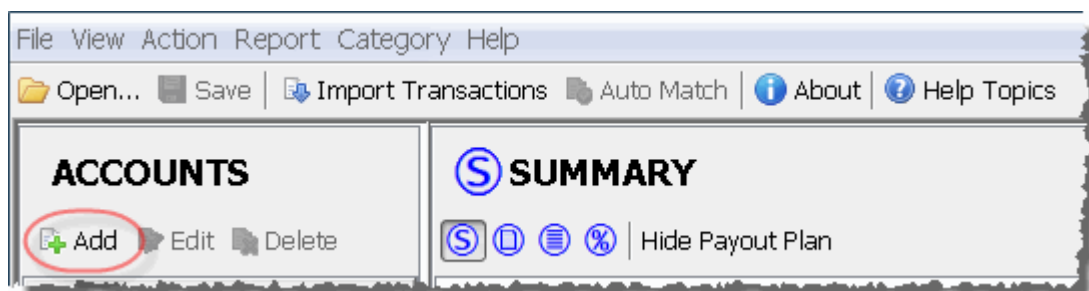 File View Action Report Category Help
Open... Save Import Transactions Auto Match About Help Topics
ACCOUNTS
Add Edit Delete
S SUMMARY
S % Hide Payout Plan